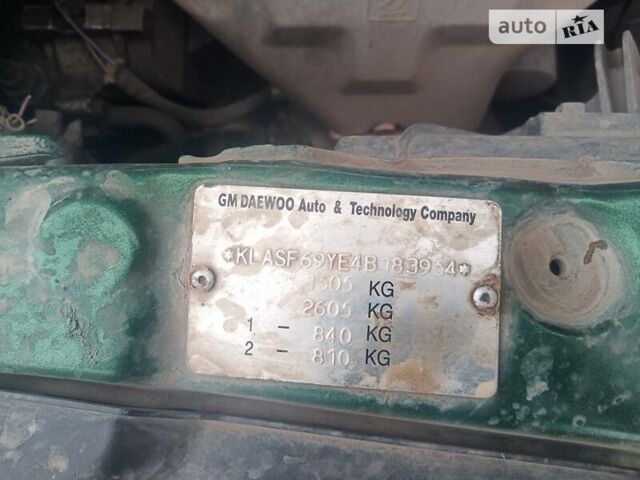 auto RIA
GM DAEWOO Auto & Technology Company
*KLASF69YE4B183954*
1505 KG
2605 KG
1 - 840 KG
2 - 810 KG